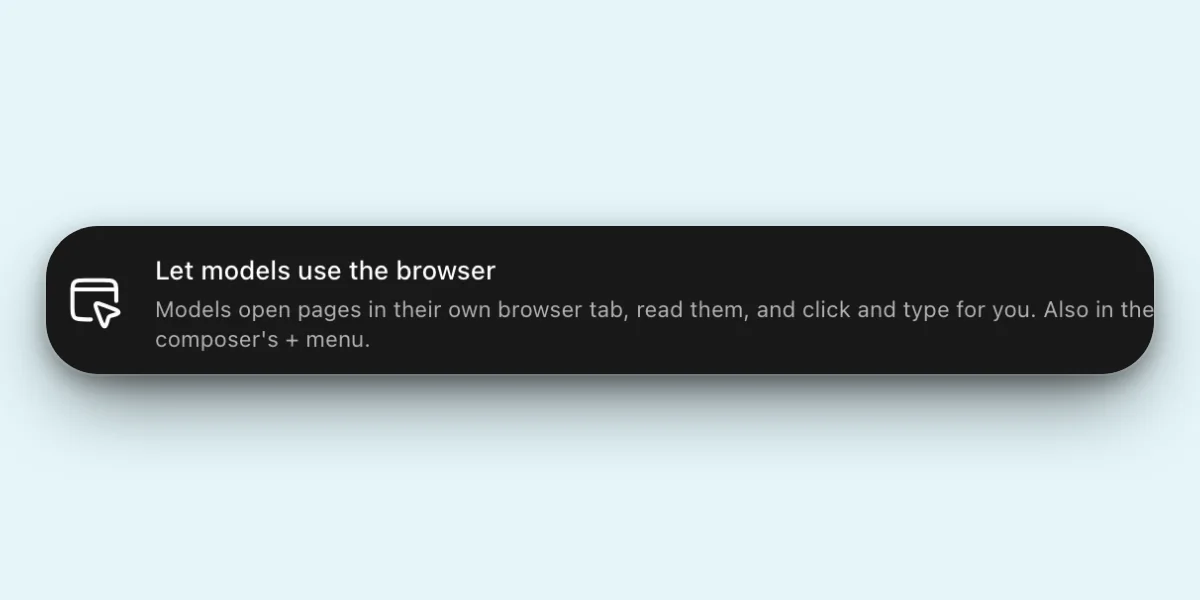 Let models use the browser
Models open pages in their own browser tab, read them, and click and type for you. Also in the
composer's + menu.